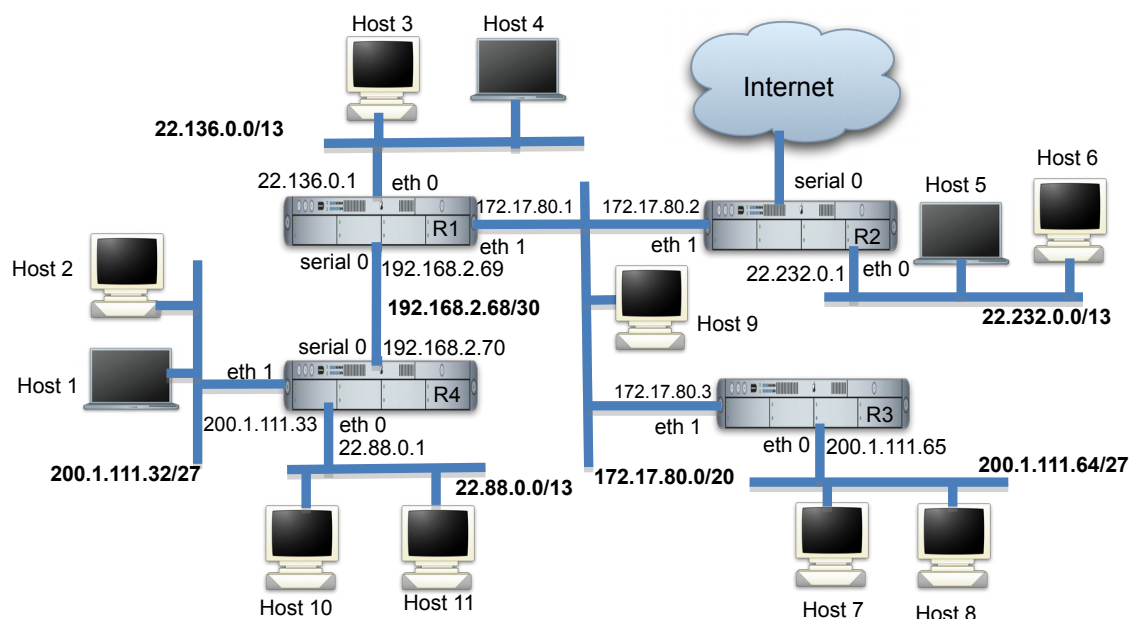 Host 3
Host 4
Internet
22.136.0.0/13
Host 6
22.136.0.1
eth 0
serial 0
Host 5
172.17.80.1
172.17.80.2
R1
R2
eth 1
eth 1
Host 2
serial 0
192.168.2.69
22.232.0.1
eth 0
192.168.2.68/30
Host 9
22.232.0.0/13
serial 0
192.168.2.70
Host 1
eth 1
R4
172.17.80.3
R3
200.1.111.33
eth 0
eth 1
eth 0
200.1.111.65
22.88.0.1
200.1.111.32/27
22.88.0.0/13
172.17.80.0/20
200.1.111.64/27
Host 10
Host 11
Host 7
Host 8